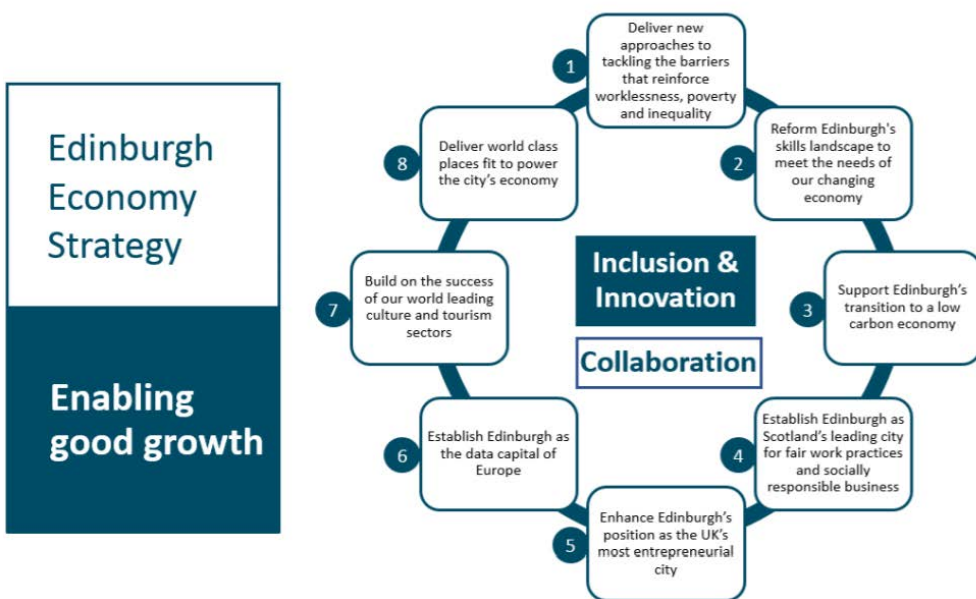 Edinburgh
Economy
Strategy
Enabling
good growth
1
Deliver new
approaches to
tackling the barriers
that reinforce
worklessness, poverty
and inequality
2
Reform Edinburgh's
skills landscape to
meet the needs of
our changing
economy
3
Support Edinburgh's
transition to a low
carbon economy
4
Establish Edinburgh as
Scotland's leading city
for fair work practices
and socially
responsible business
5
Enhance Edinburgh's
position as the UK's
most entrepreneurial
city
6
Establish Edinburgh as
the data capital of
Europe
7
Build on the success
of our world leading
culture and tourism
sectors
8
Deliver world class
places fit to power
the city's economy
Inclusion &
Innovation
Collaboration